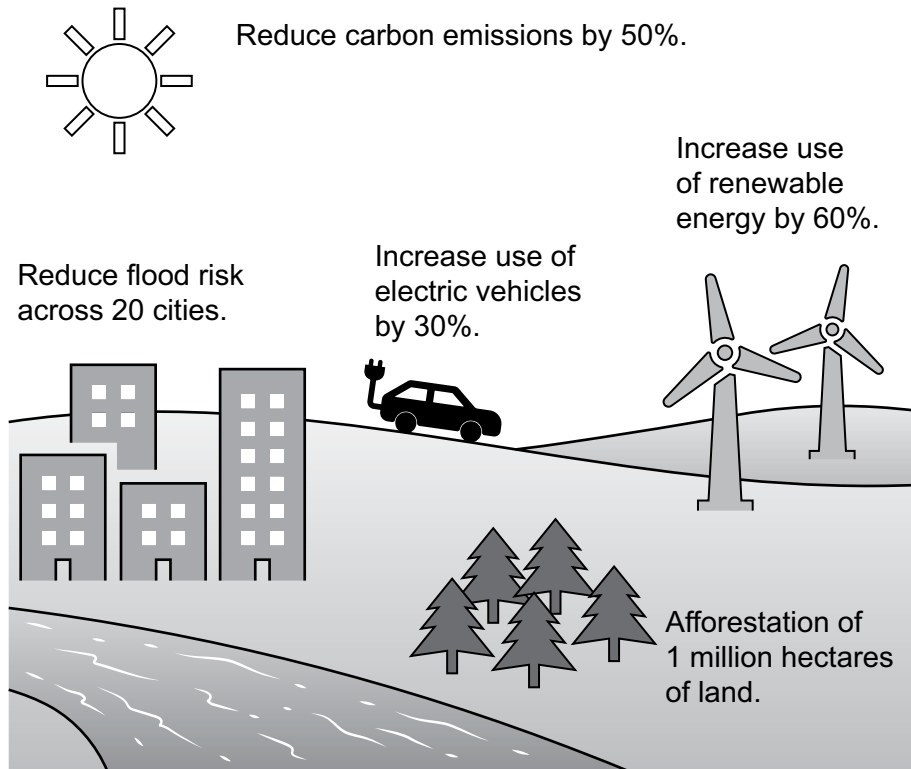 Reduce carbon emissions by 50%.
Increase use
of renewable
energy by 60%.
Increase use of
electric vehicles
by 30%.
Reduce flood risk
across 20 cities.
Afforestation of
1 million hectares
of land.